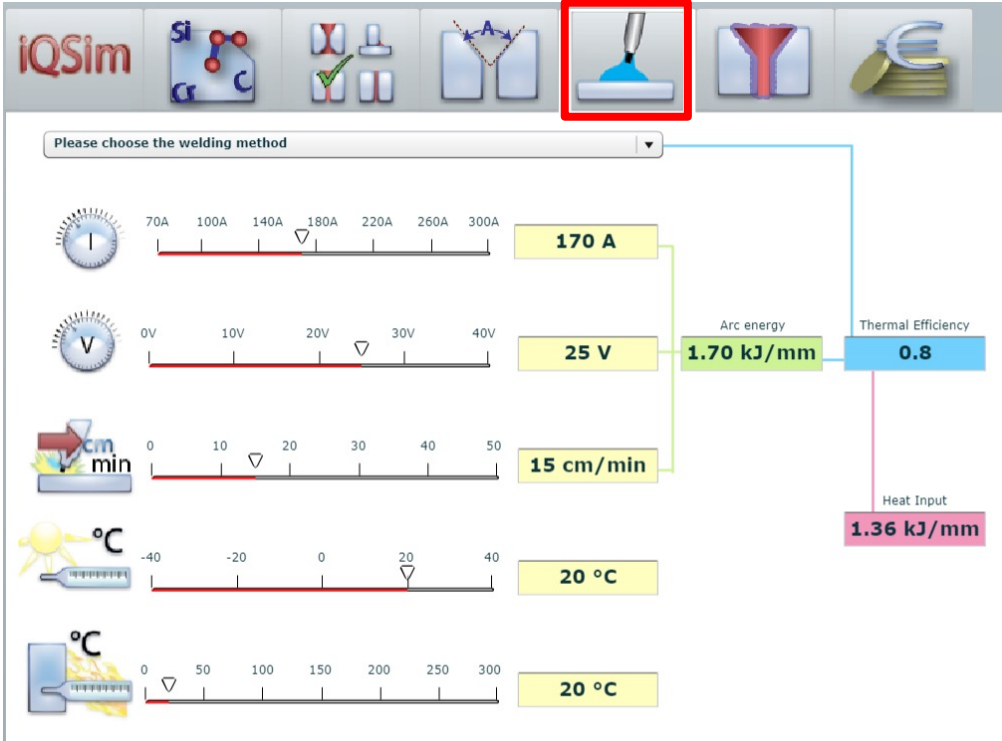 iQSim
Si
Cr
C
A
Please choose the welding method
I
70A 100A 140A 180A 220A 260A 300A
170 A
V
0V 10V 20V 30V 40V
25 V
Arc energy
1.70 kJ/mm
Thermal Efficiency
0.8
cm
min
0 10 20 30 40 50
15 cm/min
Heat Input
1.36 kJ/mm
°C
-40 -20 0 20 40
20 °C
°C
0 50 100 150 200 250 300
20 °C